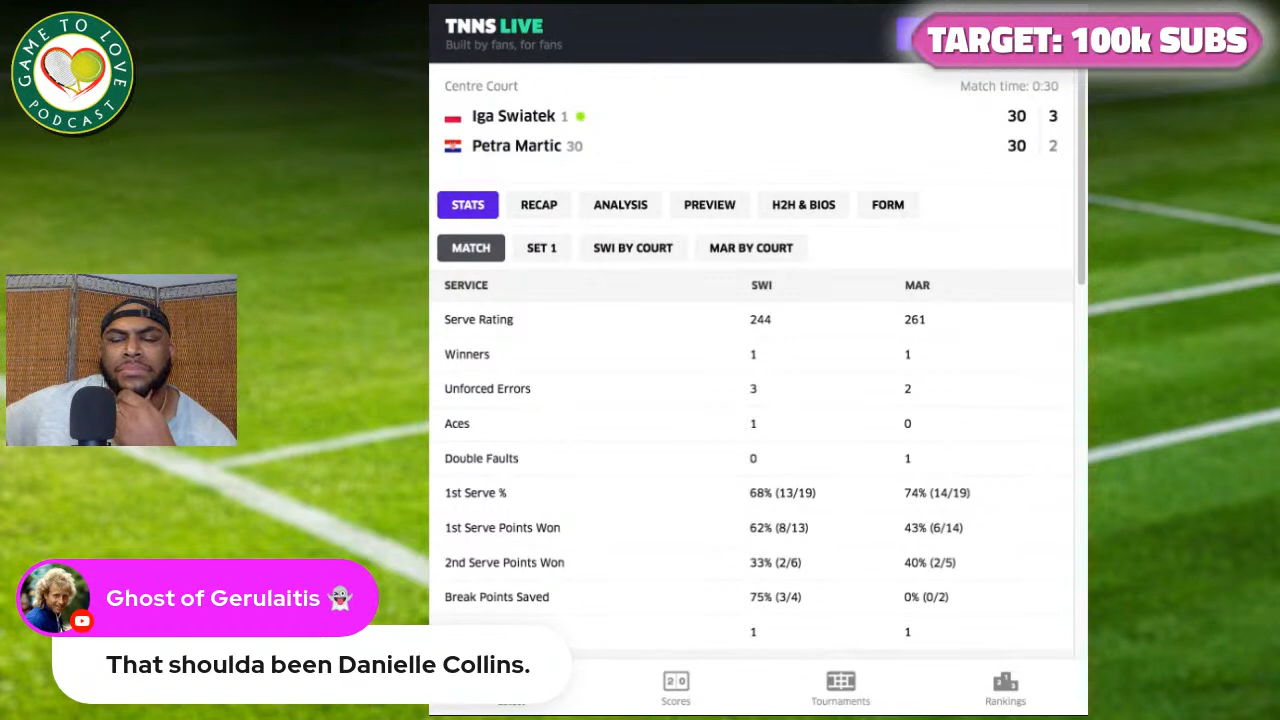 GAME TO LOVE
PODCAST
TNNS LIVE
Built by fans, for fans
TARGET: 100k SUBS
Centre Court
Match time: 0:30
Iga Swiatek 1 30 3
Petra Martic 30 30 2
STATS RECAP ANALYSIS PREVIEW H2H & BIOS FORM
MATCH SET 1 SWI BY COURT MAR BY COURT
SERVICE SWI MAR
Serve Rating 244 261
Winners 1 1
Unforced Errors 3 2
Aces 1 0
Double Faults 0 1
1st Serve % 68% (13/19) 74% (14/19)
1st Serve Points Won 62% (8/13) 43% (6/14)
2nd Serve Points Won 33% (2/6) 40% (2/5)
Break Points Saved 75% (3/4) 0% (0/2)
1 1
Ghost of Gerulaitis 👻
That shoulda been Danielle Collins.
2 0
Scores Tournaments Rankings